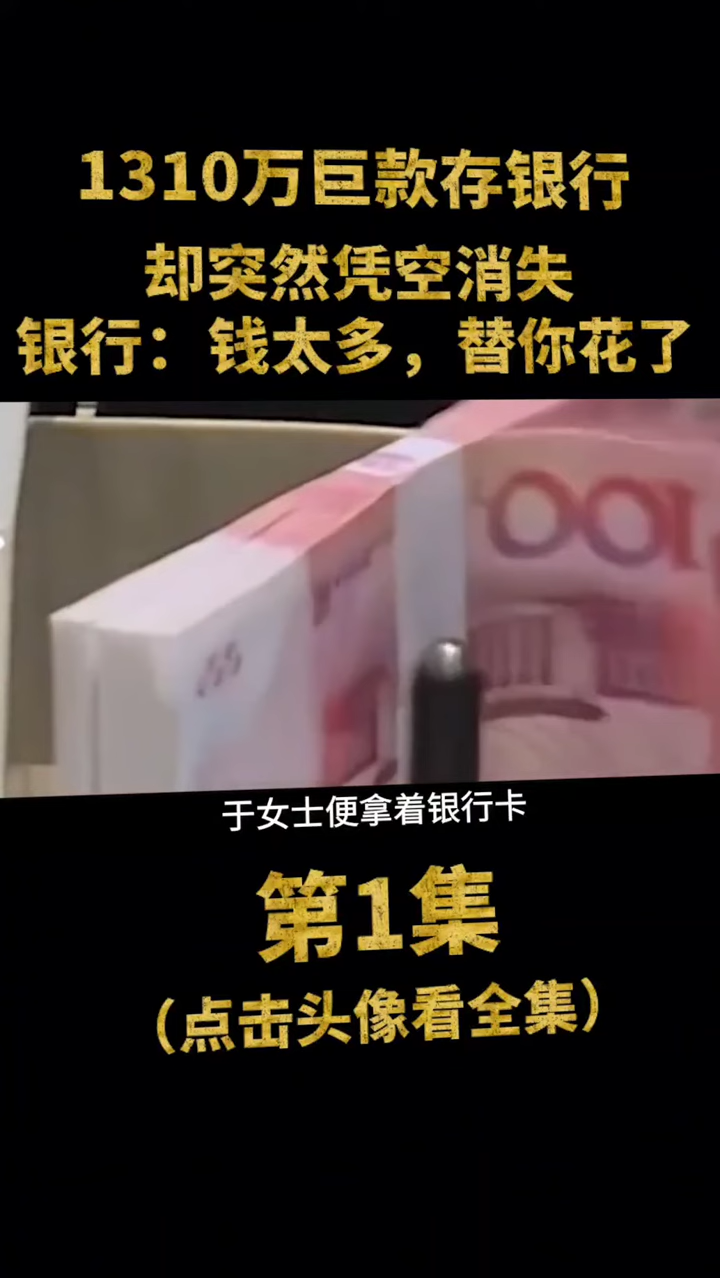 1310万巨款存银行
却突然凭空消失
银行：钱太多，替你花了
100
于女士便拿着银行卡
第1集
（点击头像看全集）